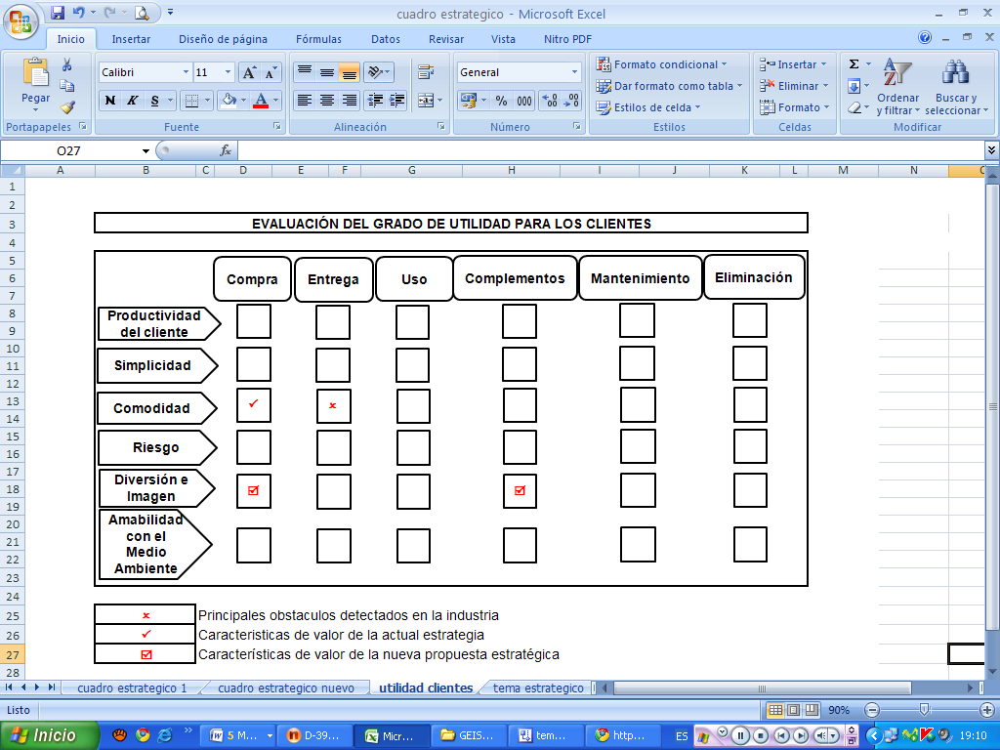 cuadro estrategico - Microsoft Excel
Inicio Insertar Diseño de página Fórmulas Datos Revisar Vista Nitro PDF
Pegar
Calibri 11
General
Formato condicional
Dar formato como tabla
Estilos de celda
Insertar
Eliminar
Formato
Ordenar y filtrar
Buscar y seleccionar
N K S
% 000
Portapapeles Fuente Alineación Número Estilos Celdas Modificar
O27 fx
A B C D E F G H I J K L M N
1
2
3 EVALUACIÓN DEL GRADO DE UTILIDAD PARA LOS CLIENTES
4
5
6 Compra Entrega Uso Complementos Mantenimiento Eliminación
7
8 Productividad
9 del cliente
10
11 Simplicidad
12
13 Comodidad
14
15 Riesgo
16
17
18 Diversión e
Imagen
19
20 Amabilidad
21 con el
22 Medio
23 Ambiente
24
25 x Principales obstaculos detectados en la industria
26 ✓ Caracteristicas de valor de la actual estrategia
27 ☑ Características de valor de la nueva propuesta estratégica
28
cuadro estrategico 1 cuadro estrategico nuevo utilidad clientes tema estrategico
Listo 90%
Inicio 5 M... D-39... Micr... GEIS... tem... http... ES 19:10